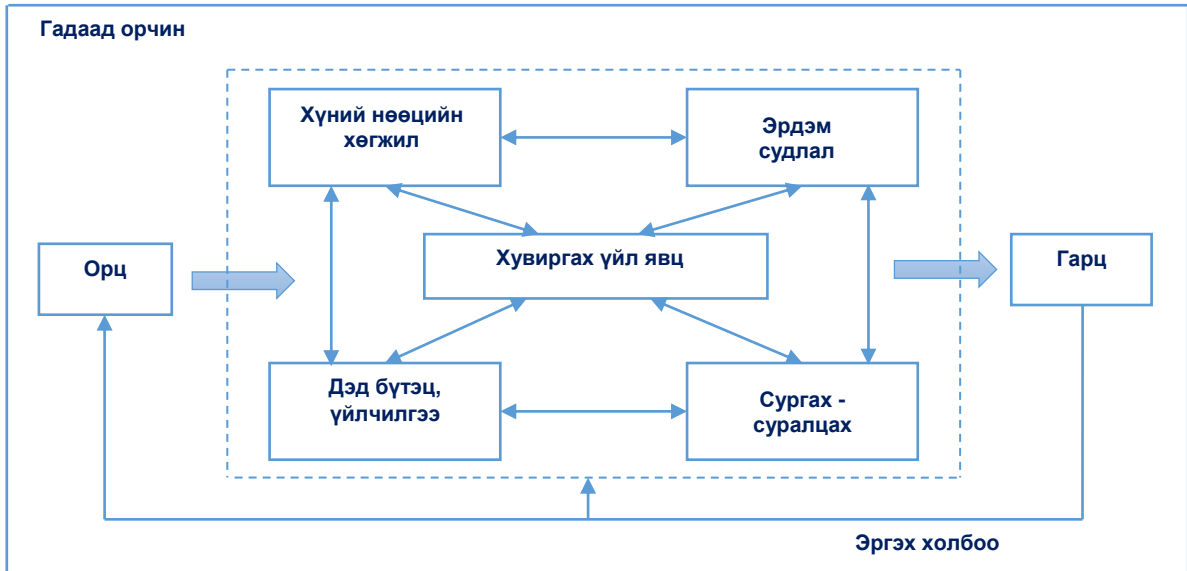 Гадаад орчин
Хүний нөөцийн
хөгжил
Эрдэм
судлал
Хувиргах үйл явц
Орц
Гарц
Дэд бүтэц,
үйлчилгээ
Сургах -
суралцах
Эргэх холбоо